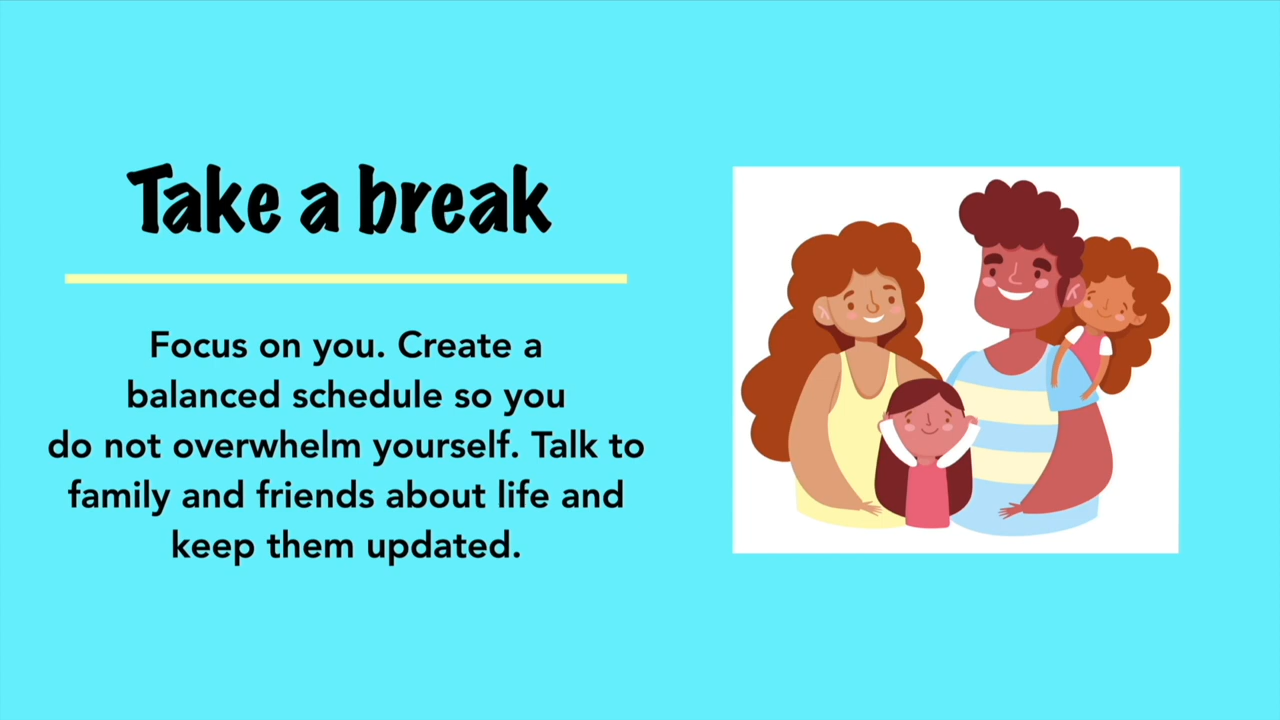 Take a break
Focus on you. Create a
balanced schedule so you
do not overwhelm yourself. Talk to
family and friends about life and
keep them updated.